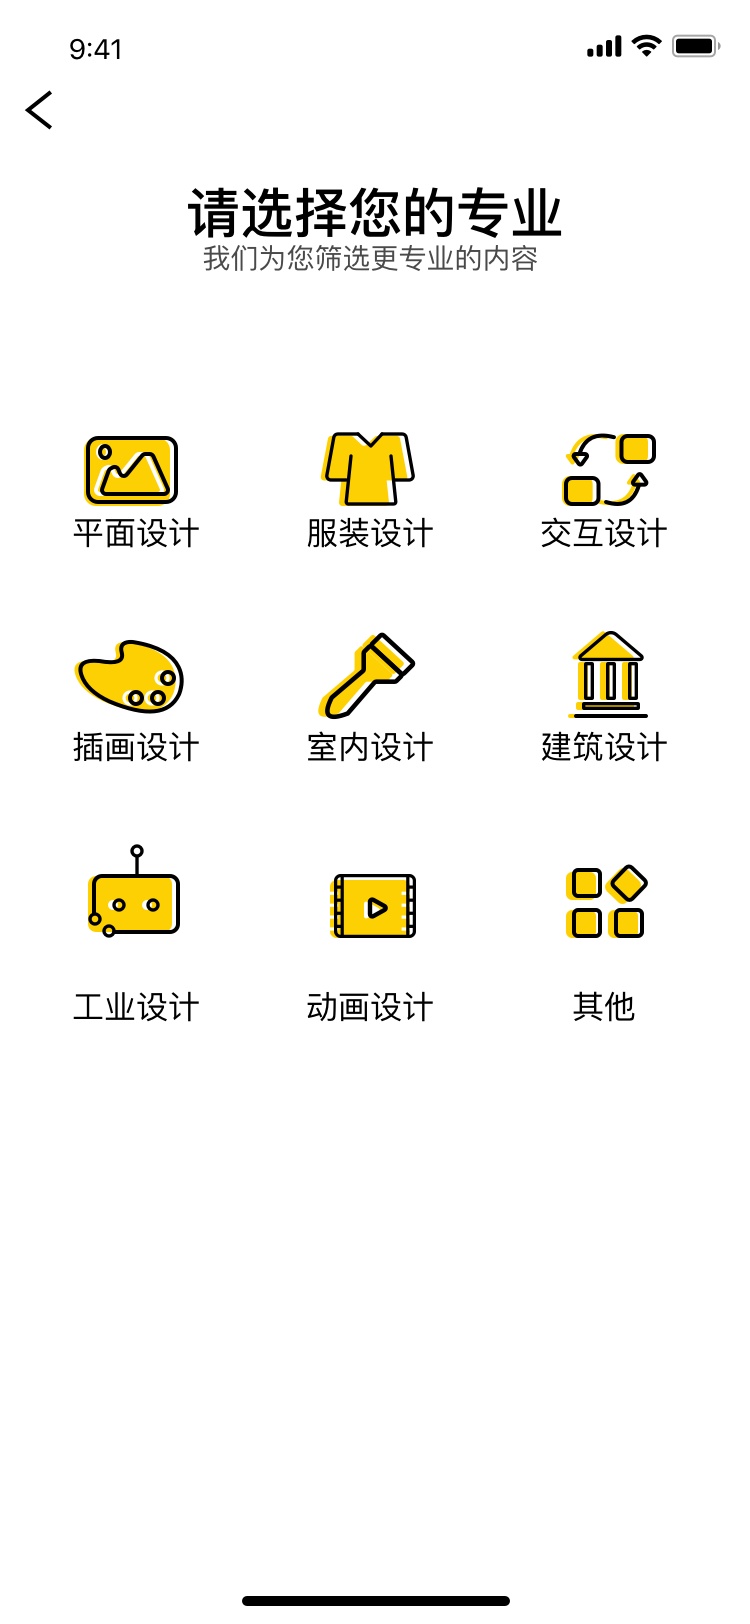 9:41
请选择您的专业
我们为您筛选更专业的内容
平面设计 服装设计 交互设计
插画设计 室内设计 建筑设计
工业设计 动画设计 其他